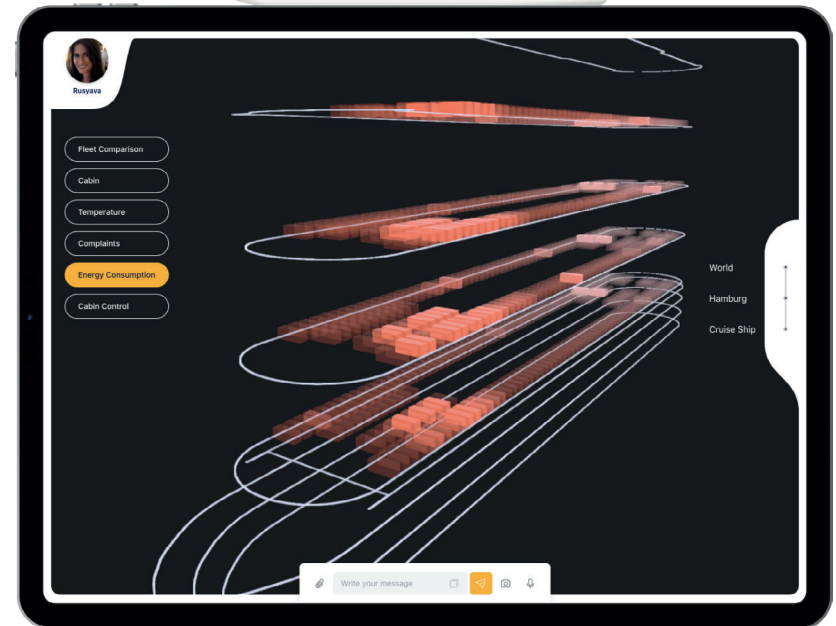 Rusyava
Fleet Comparison
Cabin
Temperature
Complaints
Energy Consumption
Cabin Control
World
Hamburg
Cruise Ship
Write your message